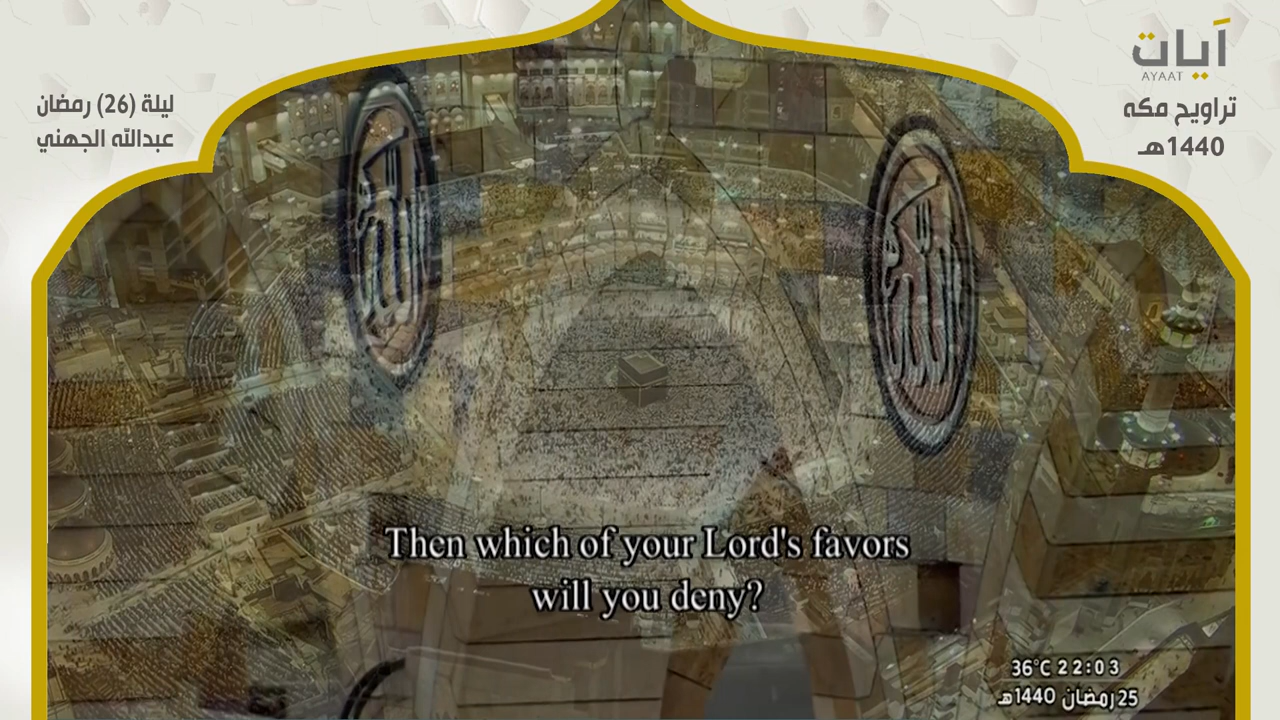 آيات
AYAAT
تراويح مكه
1440هـ
ليلة (26) رمضان
عبدالله الجهني
Then which of your Lord's favors
will you deny?
36°C 22:03
25 رمضان 1440هـ